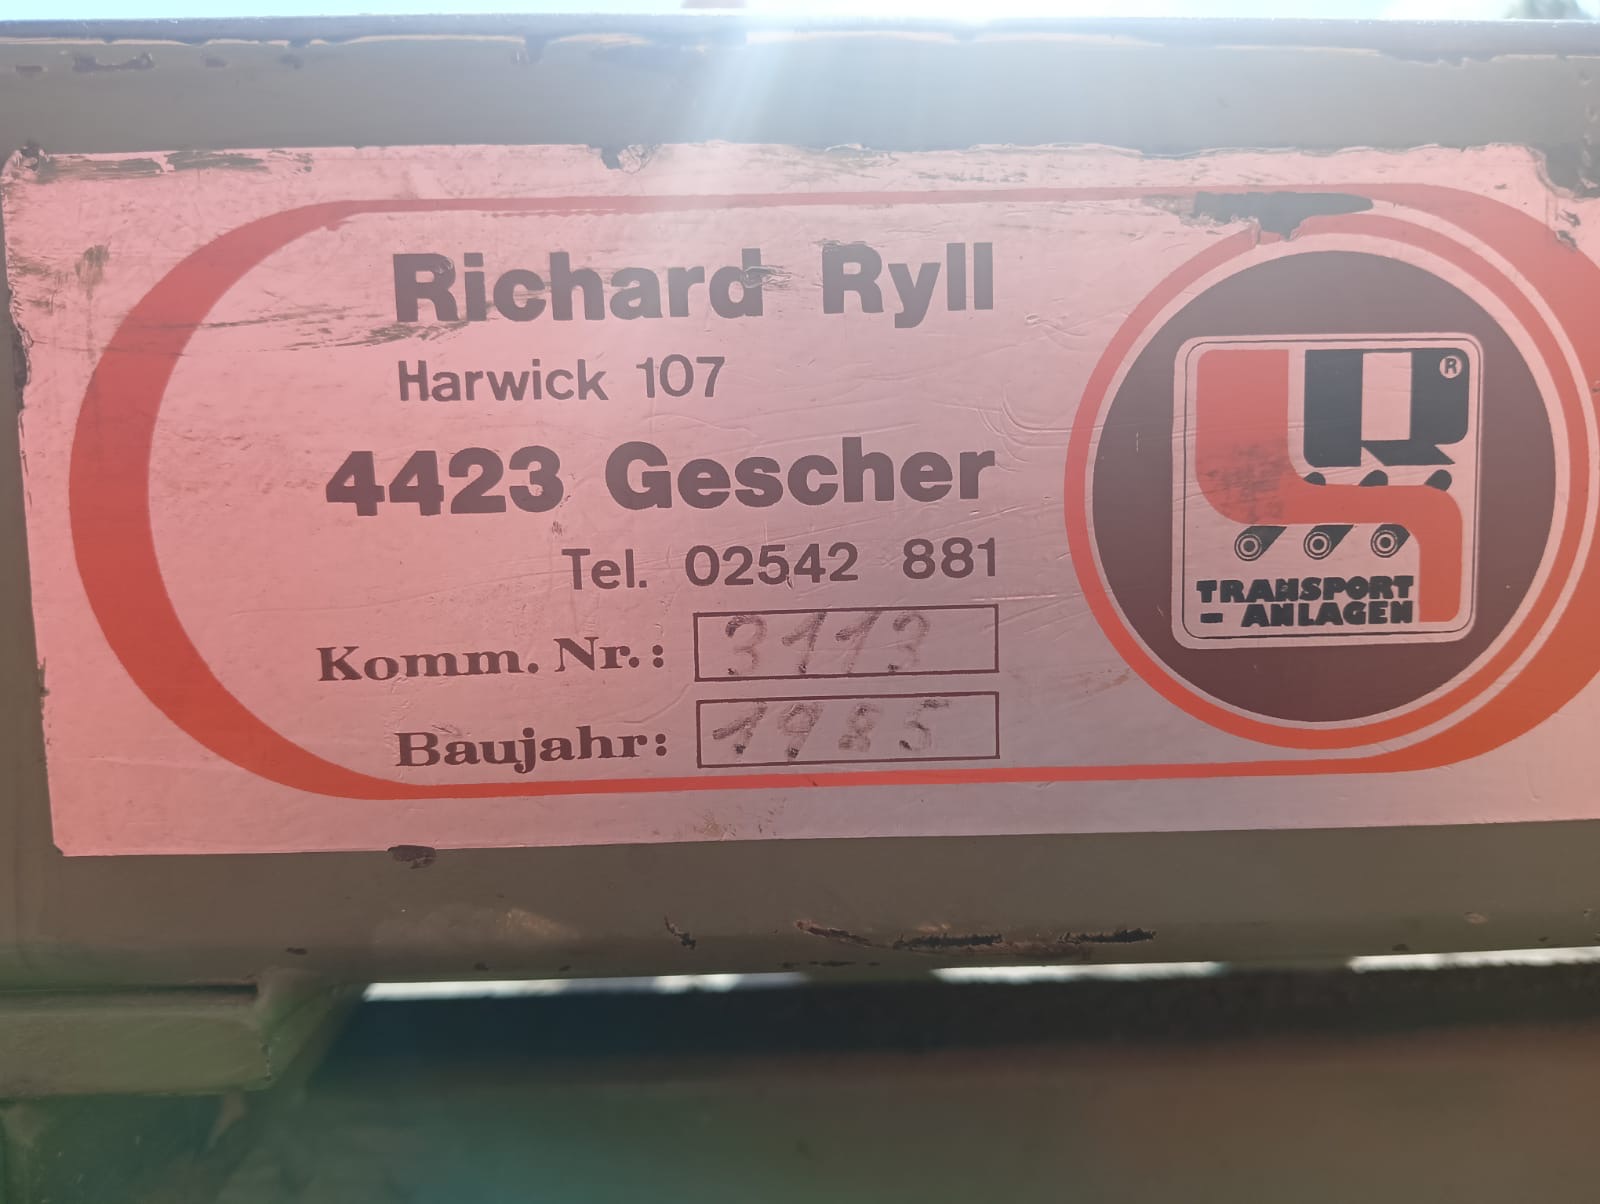 Richard Ryll
Harwick 107
4423 Gescher
Tel. 02542 881
Komm. Nr.: 3113
Baujahr: 1985
R ®
TRANSPORT
- ANLAGEN